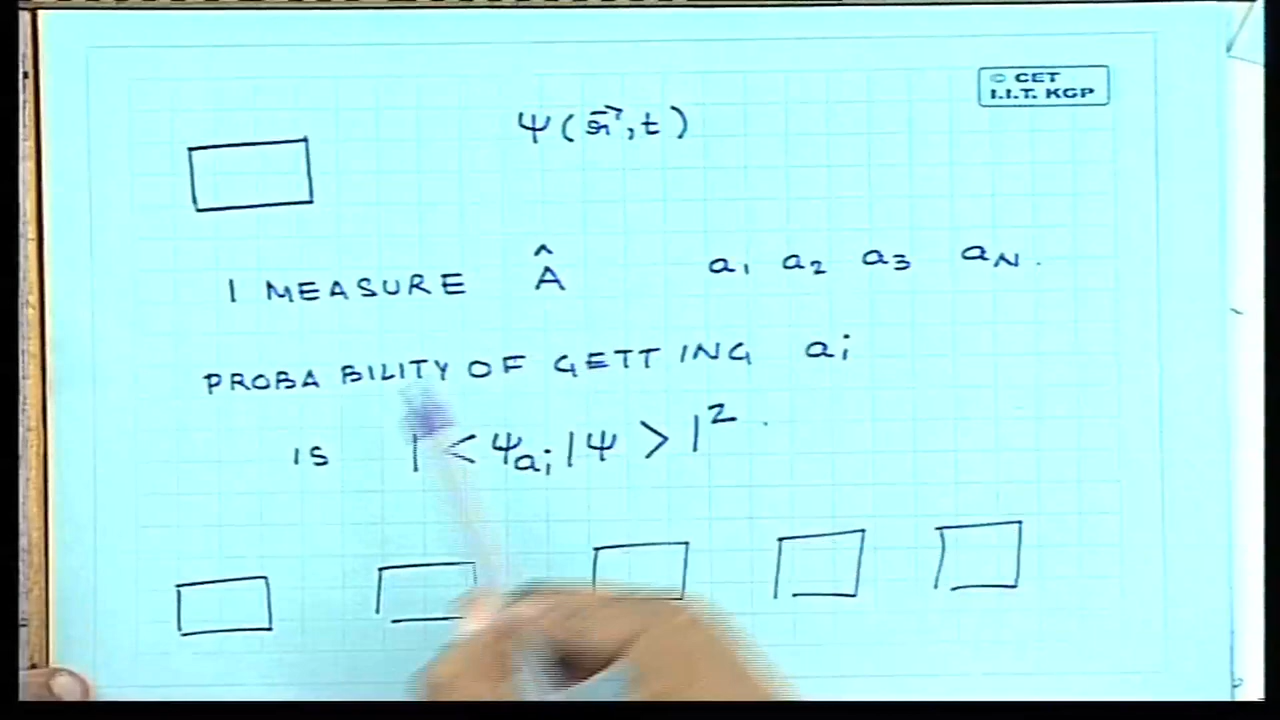 © CET
I.I.T. KGP
ψ(r⃗,t)
I MEASURE Â a₁ a₂ a₃ a_N.
PROBABILITY OF GETTING aᵢ
IS |<ψ_aᵢ|ψ>|².